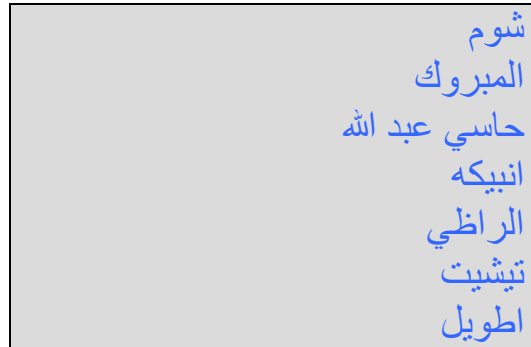 شوم
المبروك
حاسي عبد الله
انبيكه
الراظي
تيشيت
اطويل